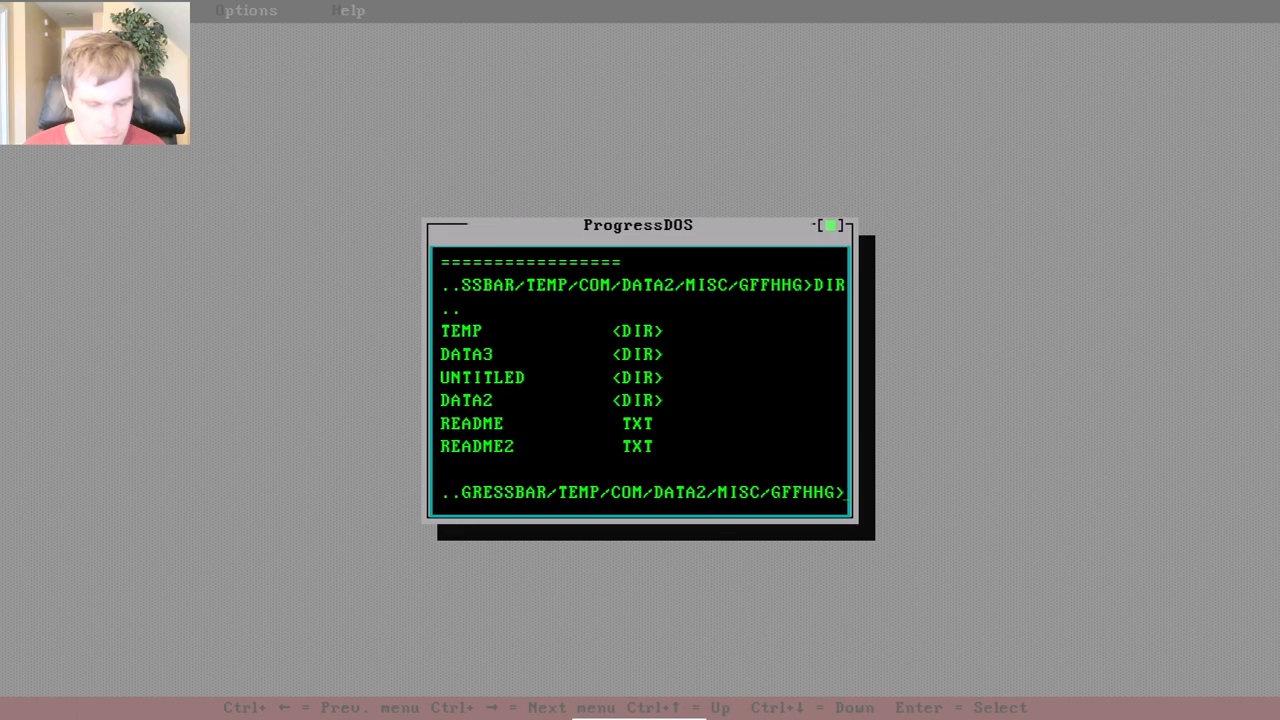 Options Help
ProgressDOS
[■]
=================
..SSBAR/TEMP/COM/DATA2/MISC/GFFHHG>DIR
..
TEMP <DIR>
DATA3 <DIR>
UNTITLED <DIR>
DATA2 <DIR>
README TXT
README2 TXT
..GRESSBAR/TEMP/COM/DATA2/MISC/GFFHHG>_
Ctrl+ ← = Prev. menu Ctrl+ → = Next menu Ctrl+↑ = Up Ctrl+↓ = Down Enter = Select